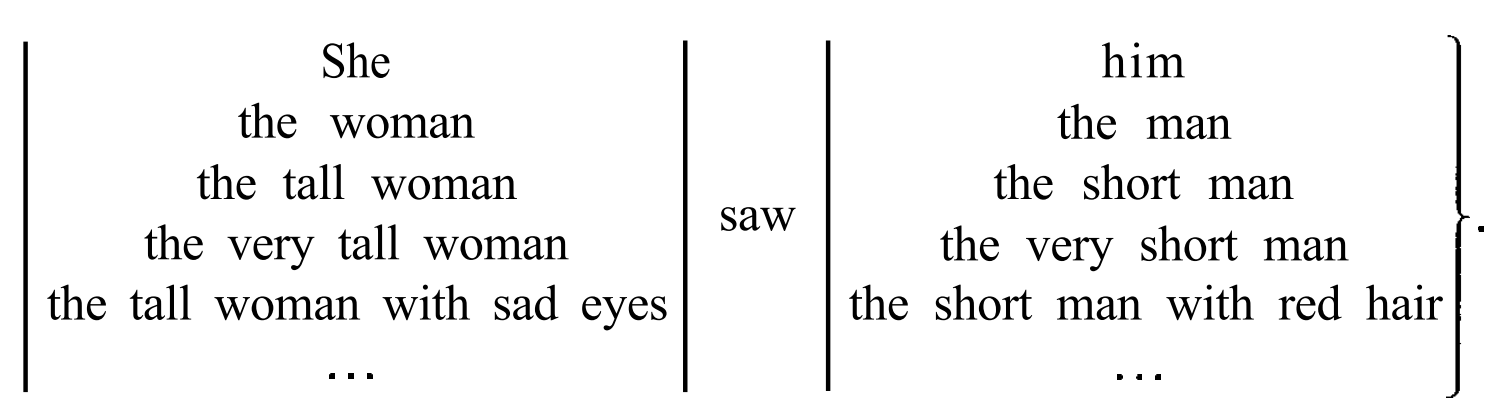 She
the woman
the tall woman
the very tall woman
the tall woman with sad eyes
...
saw
him
the man
the short man
the very short man
the short man with red hair
...
.